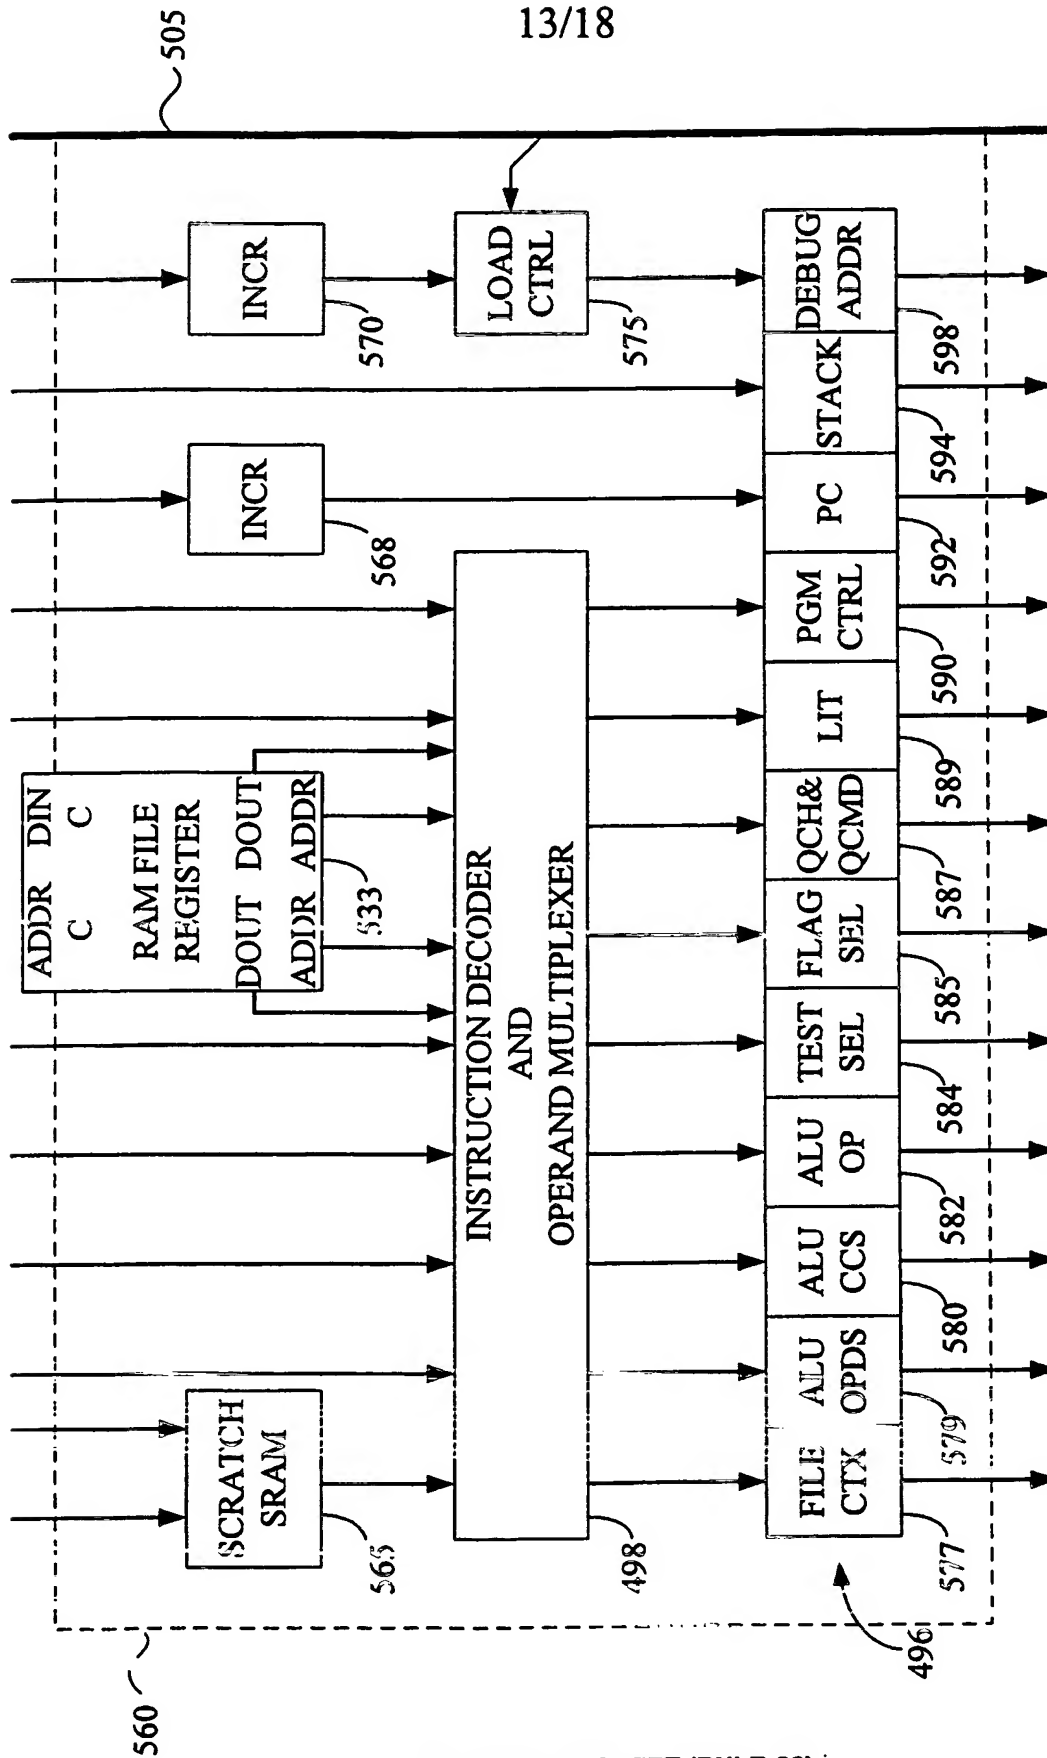 13/18
505
INCR
570
LOAD
CTRL
575
DEBUG
ADDR
598
STACK
594
INCR
568
PC
592
PGM
CTRL
590
LIT
589
ADDR DIN
C C
RAM FILE
REGISTER
DOUT DOUT
ADDR ADDR
533
INSTRUCTION DECODER
AND
OPERAND MULTIPLEXER
498
QCH&
QCMD
587
FLAG
SEL
585
TEST
SEL
584
ALU
OP
582
ALU
CCS
580
ALU
OPDS
579
SCRATCH
SRAM
565
FILE
CTX
577
496
560